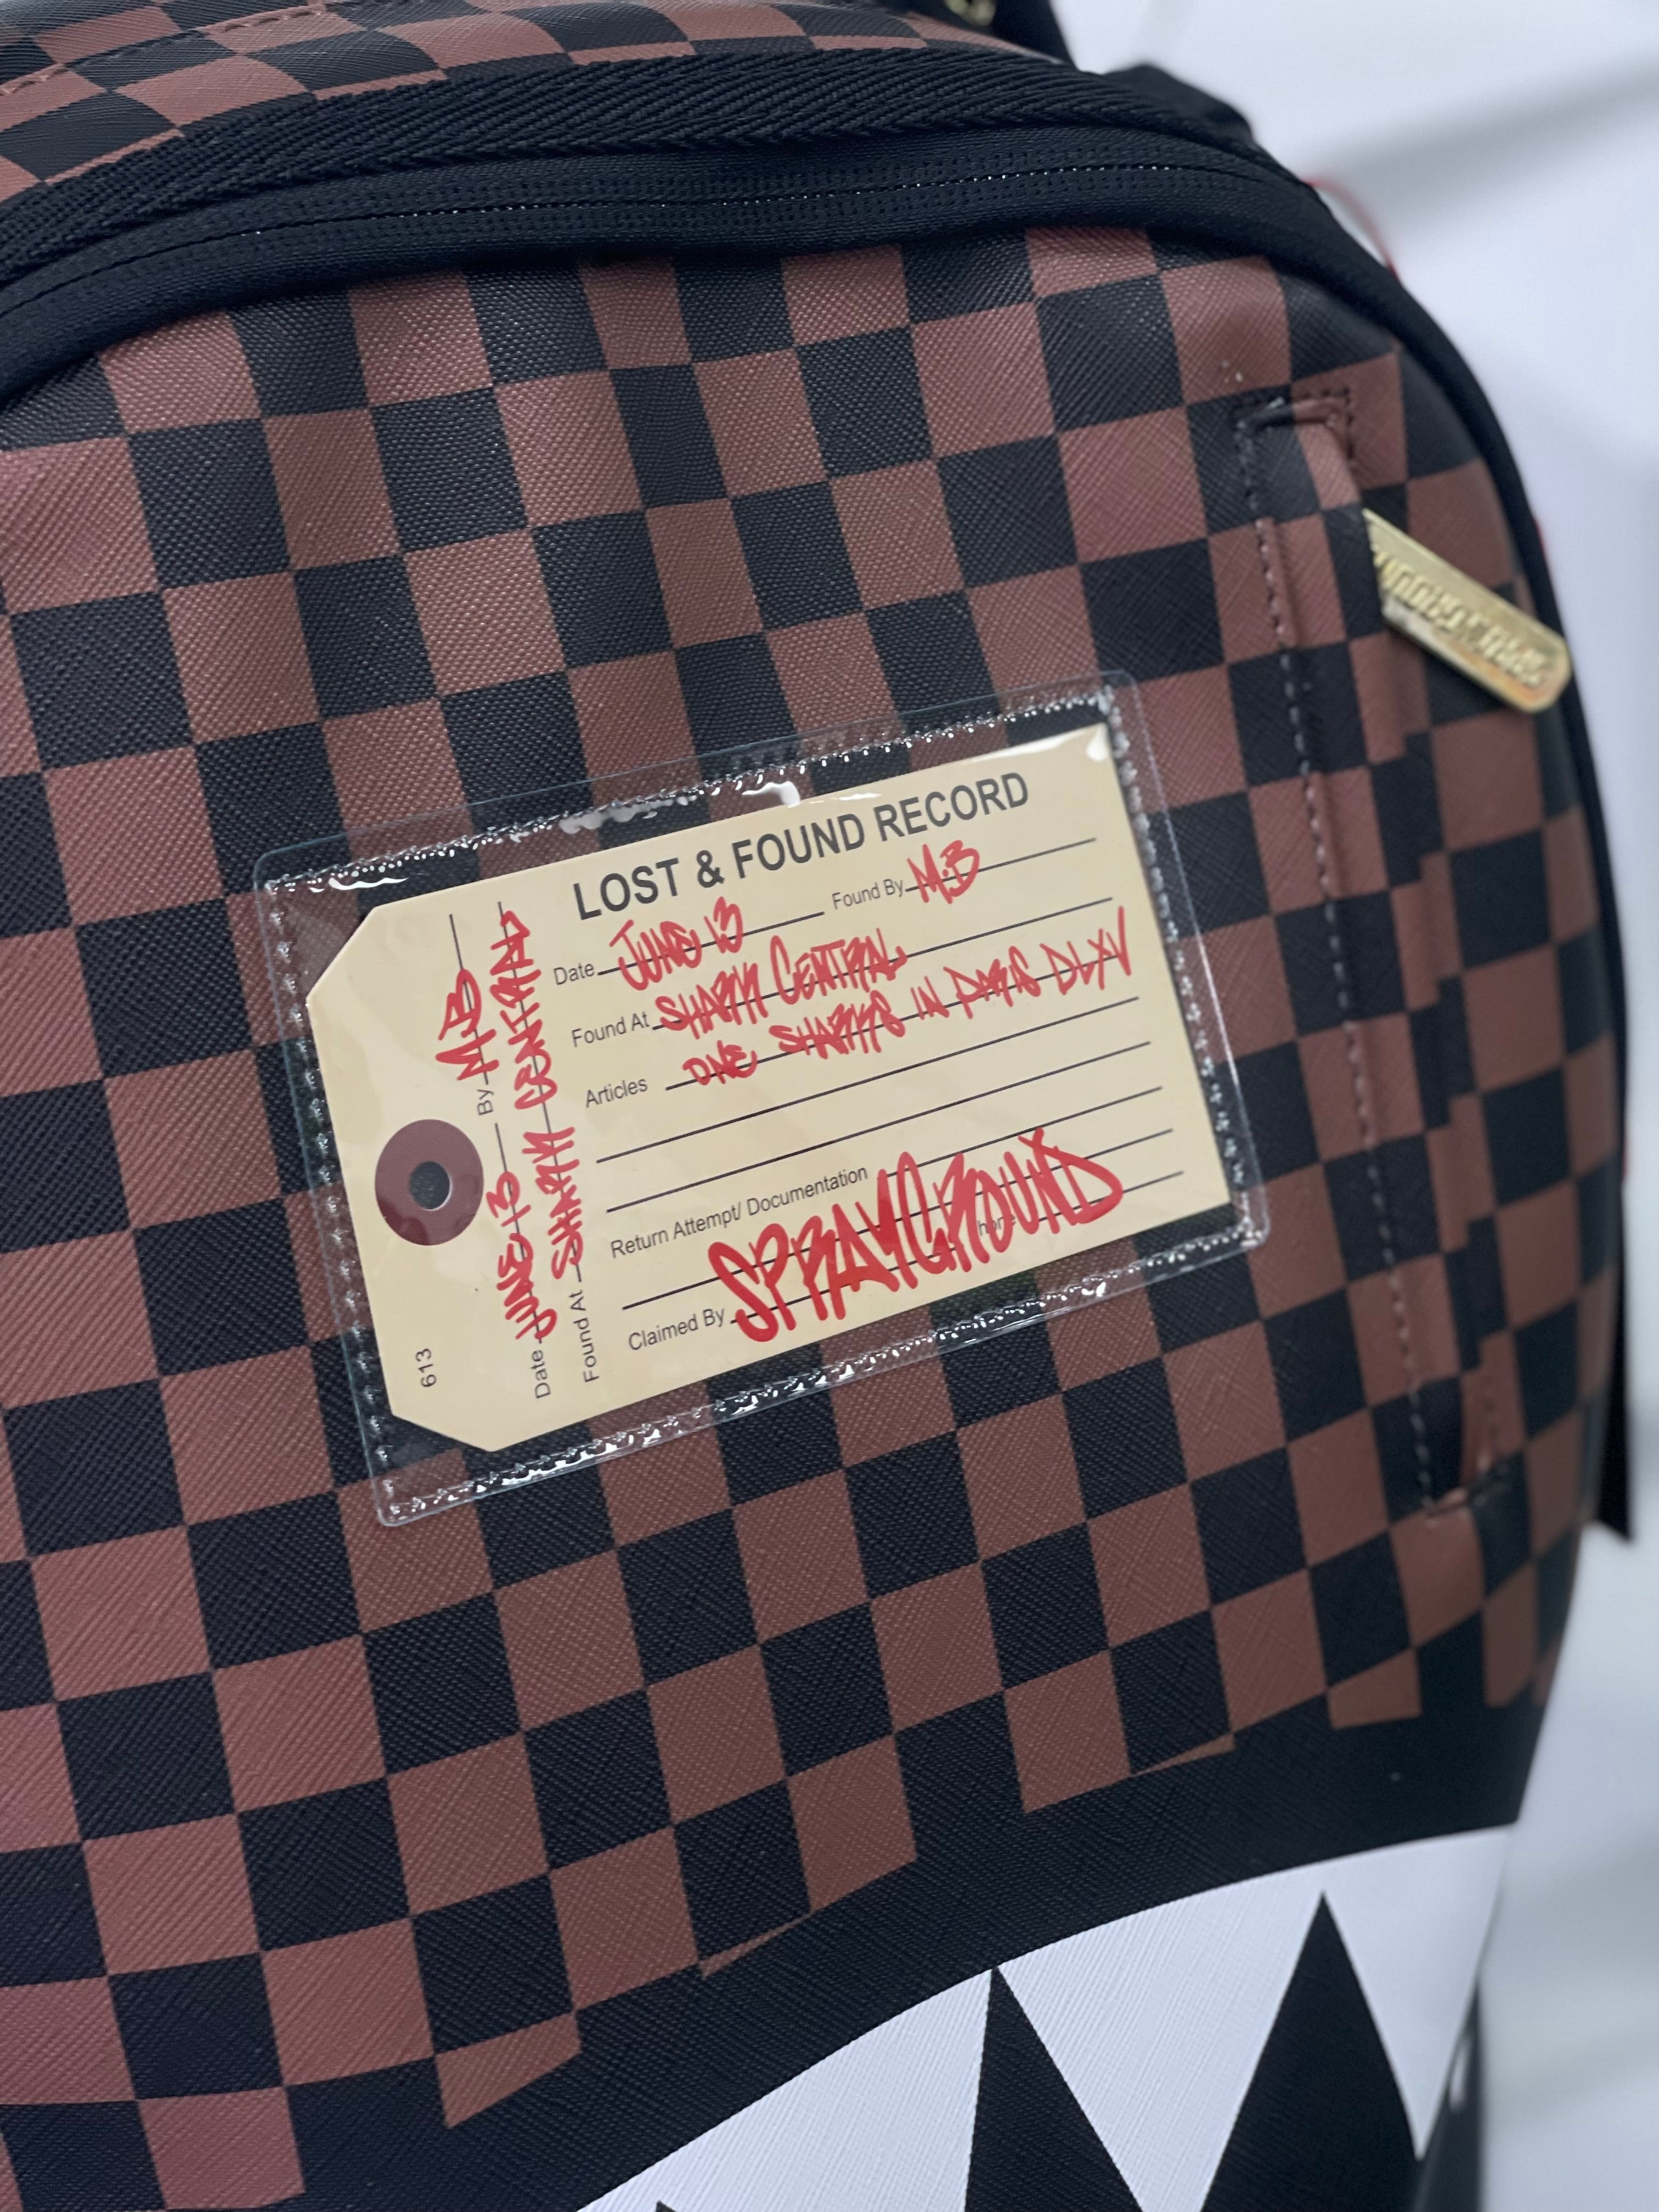 LOST & FOUND RECORD
Date JUNE 13 Found By M.B
Found At SHARK CENTRAL
Articles ONE SHARKS IN PARIS DLXV
Return Attempt/ Documentation
Claimed By SPRAYGROUND
By M.B
Date JUNE 13
Found At SHARK CENTRAL
613